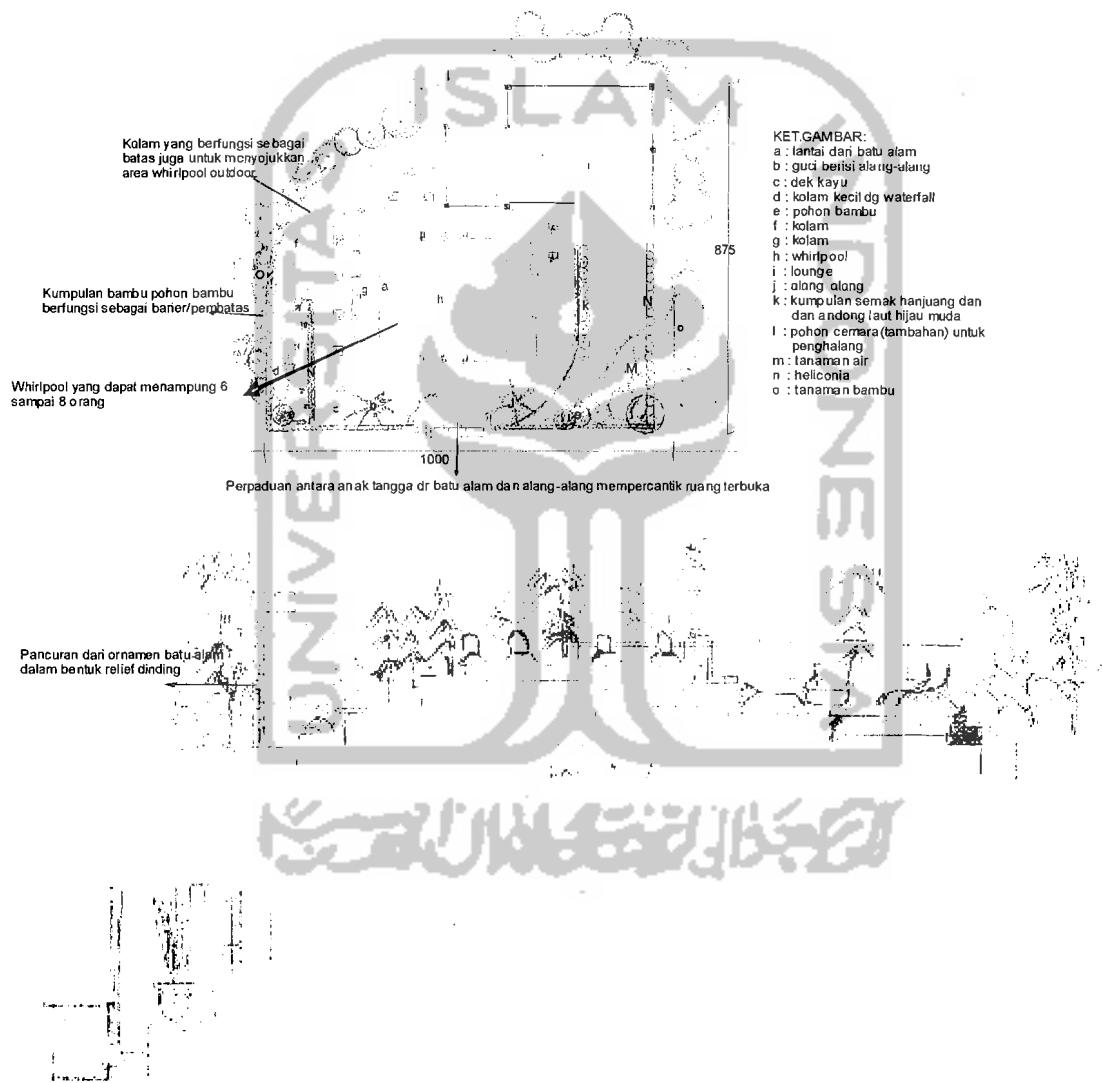 ISLAM
UNIVERSITAS
INDONESIA
Kolam yang berfungsi sebagai
batas juga untuk menyejukkan
area whirlpool outdoor
Kumpulan bambu pohon bambu
berfungsi sebagai barier/pembatas
Whirlpool yang dapat menampung 6
sampai 8 orang
KET.GAMBAR:
a : lantai dari batu alam
b : guci berisi alang-alang
c : dek kayu
d : kolam kecil dg waterfall
e : pohon bambu
f : kolam
g : kolam
h : whirlpool
i : lounge
j : alang alang
k : kumpulan semak hanjuang dan
dan andong laut hijau muda
l : pohon cemara(tambahan) untuk
penghalang
m : tanaman air
n : heliconia
o : tanaman bambu
875
f
g a
h
k
N
o
M
d
N
1000
Perpaduan antara anak tangga dr batu alam dan alang-alang mempercantik ruang terbuka
Pancuran dari ornamen batu alam
dalam bentuk relief dinding